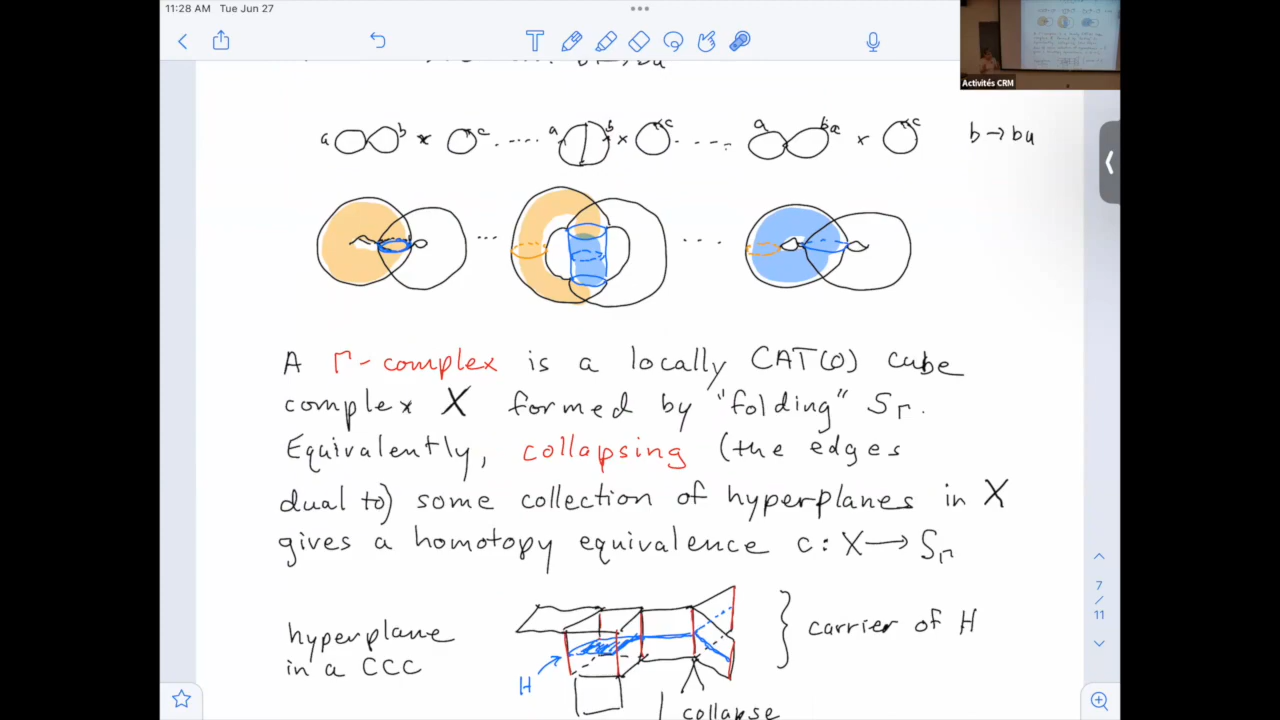 11:28 AM Tue Jun 27
Activités CRM
b → ba
a b × c ..... a b × c ..... a ba × c b → ba
... ...
A Γ-complex is a locally CAT(0) cube
complex X formed by "folding" SΓ.
Equivalently, collapsing (the edges
dual to) some collection of hyperplanes in X
gives a homotopy equivalence c: X → SΓ
hyperplane
in a CCC
H
} carrier of H
collapse
7
/
11